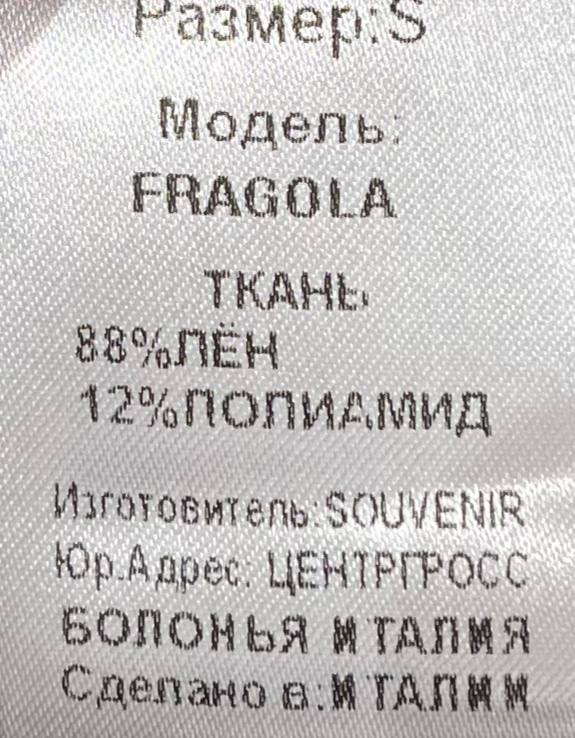 Размер:S
Модель:
FRAGOLA
ТКАНЬ
88%ЛЁН
12%ПОЛИАМИД
Изготовитель:SOUVENIR
Юр.Адрес: ЦЕНТРГРОСС
БОЛОНЬЯ ИТАЛИЯ
Сделано в:ИТАЛИИ